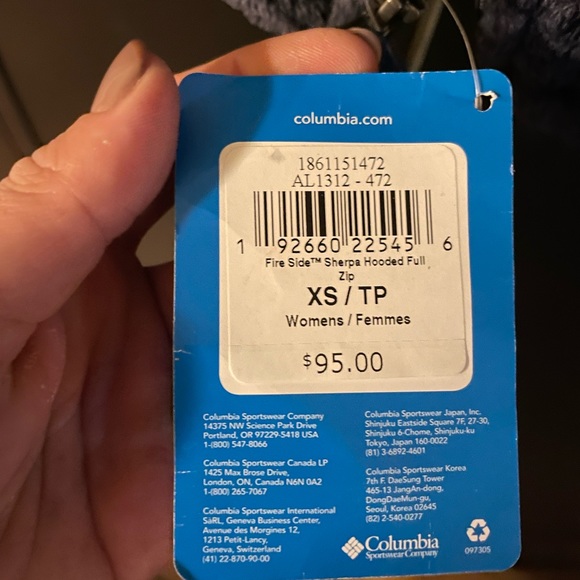 columbia.com
1861151472
AL1312 - 472
1 92660 22545 6
Fire Side™ Sherpa Hooded Full
Zip
XS / TP
Womens / Femmes
$95.00
Columbia Sportswear Company
14375 NW Science Park Drive
Portland, OR 97229-5418 USA
1-(800) 547-8066
Columbia Sportswear Canada LP
1425 Max Brose Drive,
London, ON, Canada N6N 0A2
1-(800) 265-7067
Columbia Sportswear International
SàRL, Geneva Business Center,
Avenue des Morgines 12,
1213 Petit-Lancy,
Geneva, Switzerland
(41) 22-870-90-00
Columbia Sportswear Japan, Inc.
Shinjuku Eastside Square 7F, 27-30,
Shinjuku 6-Chome, Shinjuku-ku
Tokyo, Japan 160-0022
(81) 3-6892-4601
Columbia Sportswear Korea
7th F. DaeSung Tower
465-13 JangAn-dong,
DongDaeMun-gu,
Seoul, Korea 02645
(82) 2-540-0277
Columbia
Sportswear Company
097305